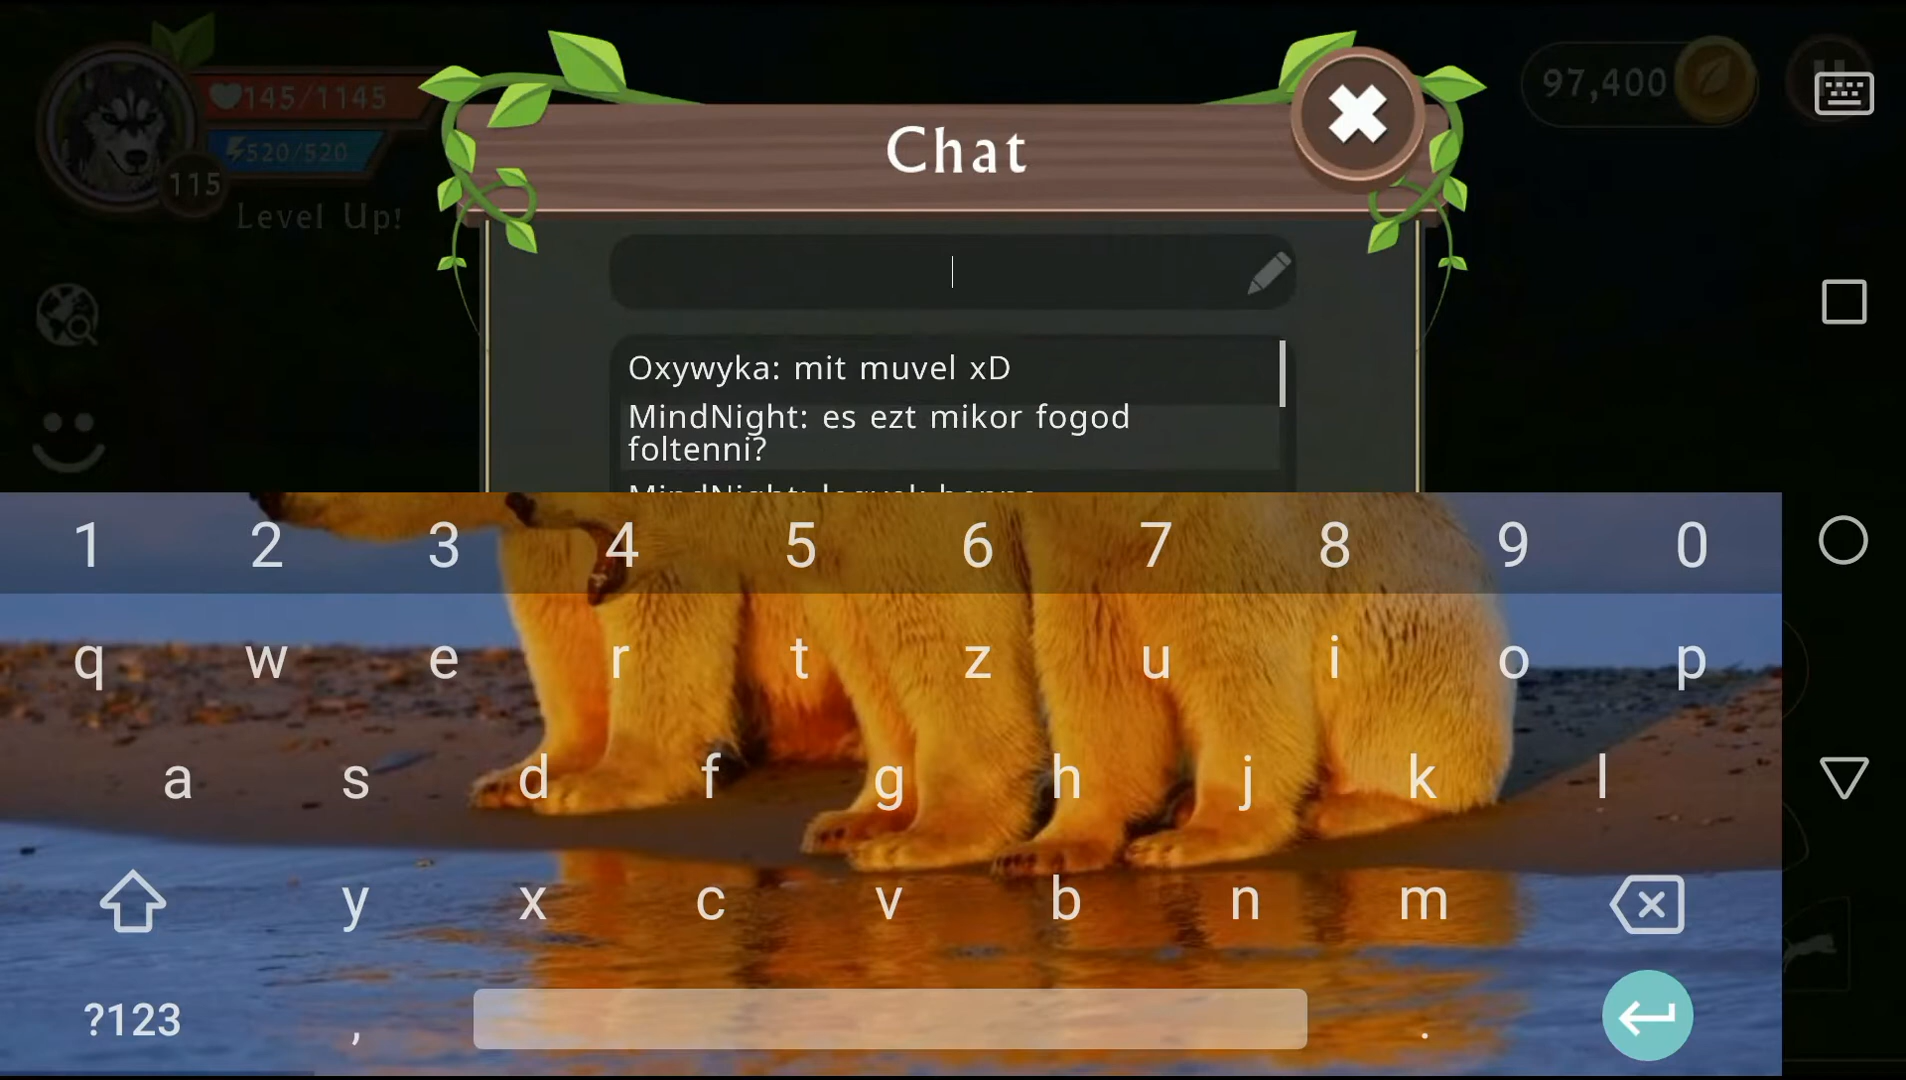 145/1145
97,400
Chat
520/520
115
Level Up!
Oxywyka: mit muvel xD
MindNight: es ezt mikor fogod
foltenni?
1 2 3 4 5 6 7 8 9 0
q w e r t z u i o p
a s d f g h j k l
y x c v b n m
?123 , .